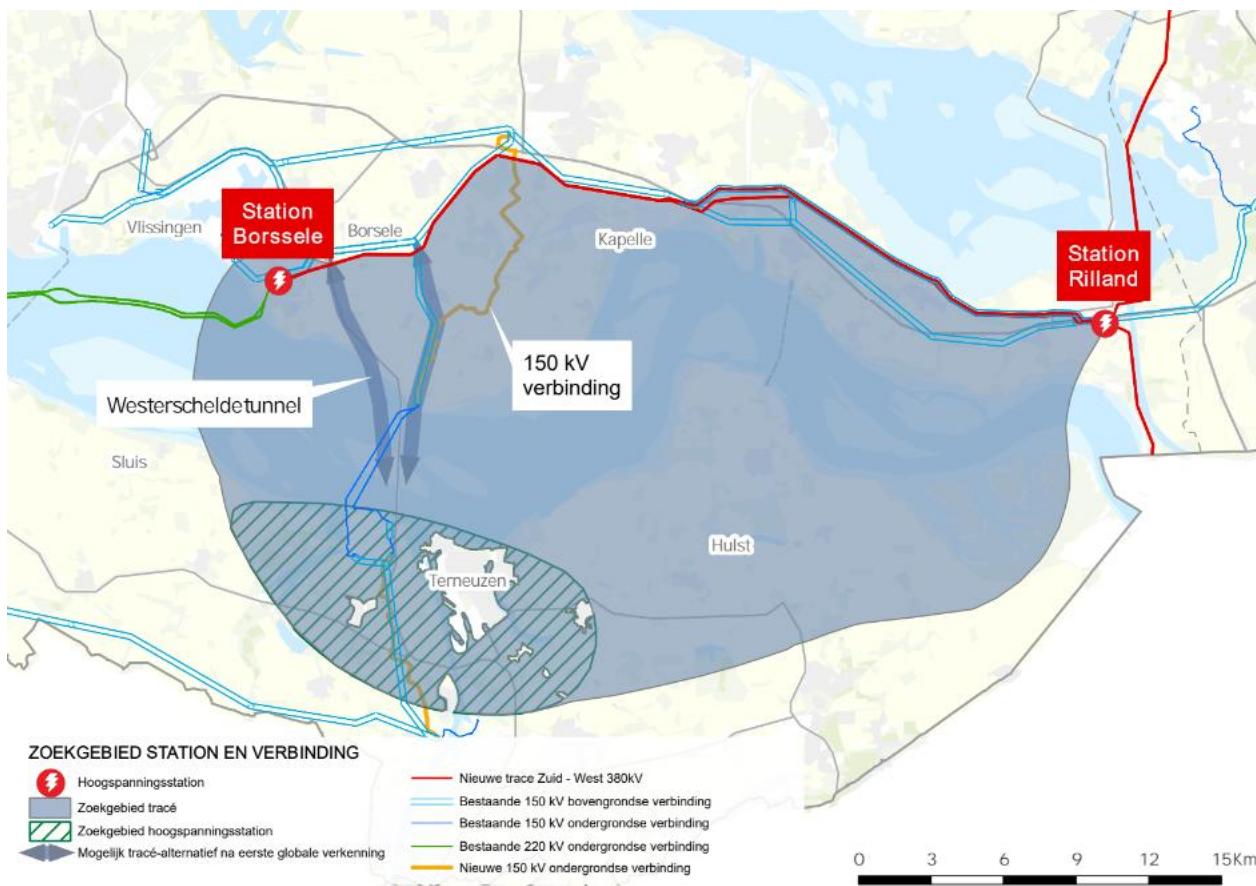 Station
Borssele
Vlissingen
Borsele
Kapelle
Station
Rilland
150 kV
verbinding
Westerscheldetunnel
Sluis
Hulst
Terneuzen
ZOEKGEBIED STATION EN VERBINDING
Hoogspanningsstation
Zoekgebied tracé
Zoekgebied hoogspanningsstation
Mogelijk tracé-alternatief na eerste globale verkenning
Nieuwe trace Zuid - West 380kV
Bestaande 150 kV bovengrondse verbinding
Bestaande 150 kV ondergrondse verbinding
Bestaande 220 kV ondergrondse verbinding
Nieuwe 150 kV ondergrondse verbinding
0 3 6 9 12 15Km